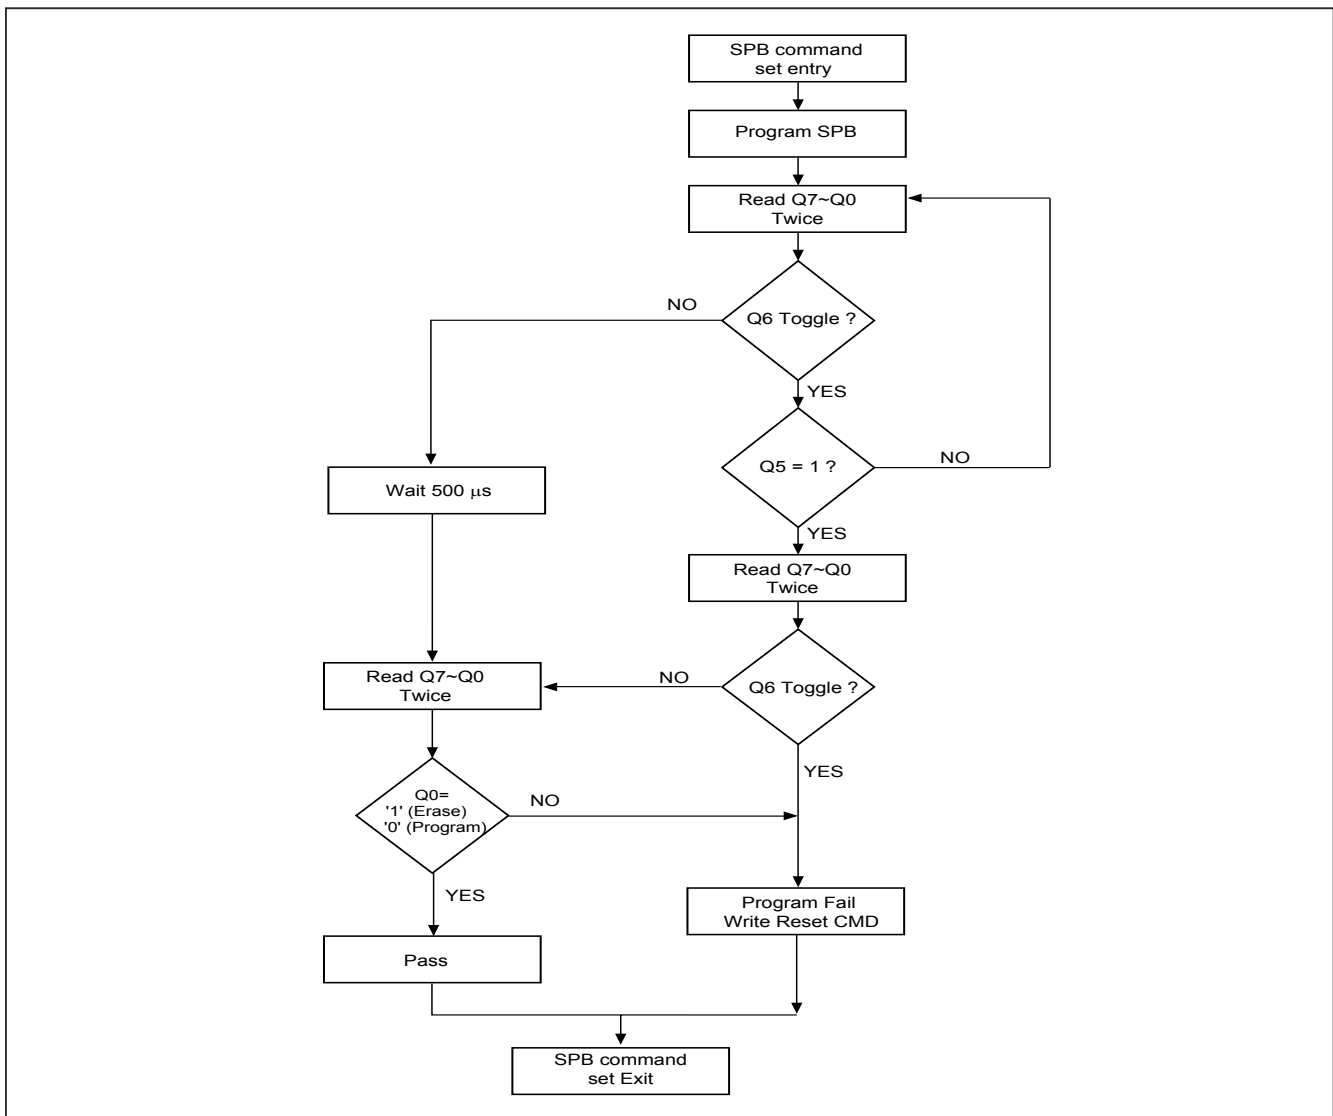 SPB command
set entry
Program SPB
Read Q7~Q0
Twice
NO
Q6 Toggle ?
YES
Q5 = 1 ?
NO
Wait 500 µs
YES
Read Q7~Q0
Twice
Read Q7~Q0
Twice
NO
Q6 Toggle ?
YES
Q0=
'1' (Erase)
'0' (Program)
NO
YES
Program Fail
Write Reset CMD
Pass
SPB command
set Exit